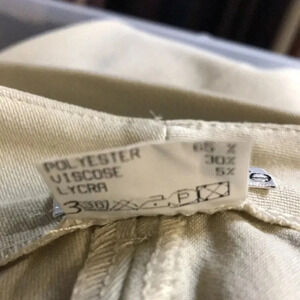 POLYESTER 65 %
VISCOSE 30%
LYCRA 5%
P